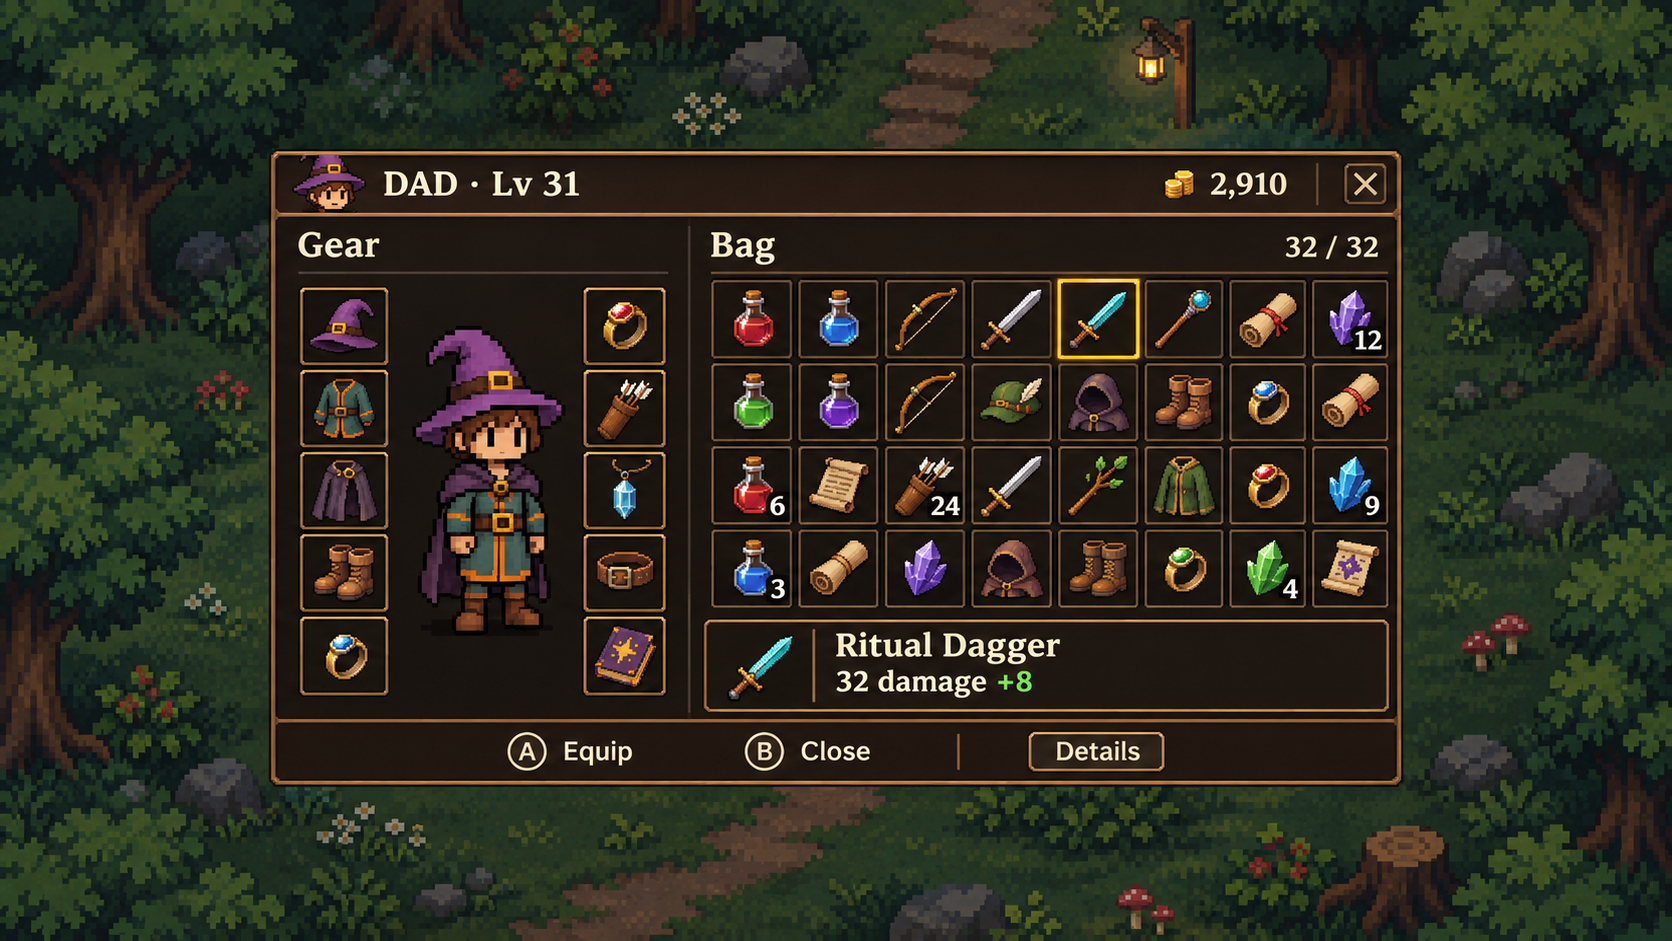 DAD · Lv 31
2,910
Gear
Bag
32 / 32
12
6
24
9
3
4
Ritual Dagger
32 damage +8
A Equip
B Close
Details